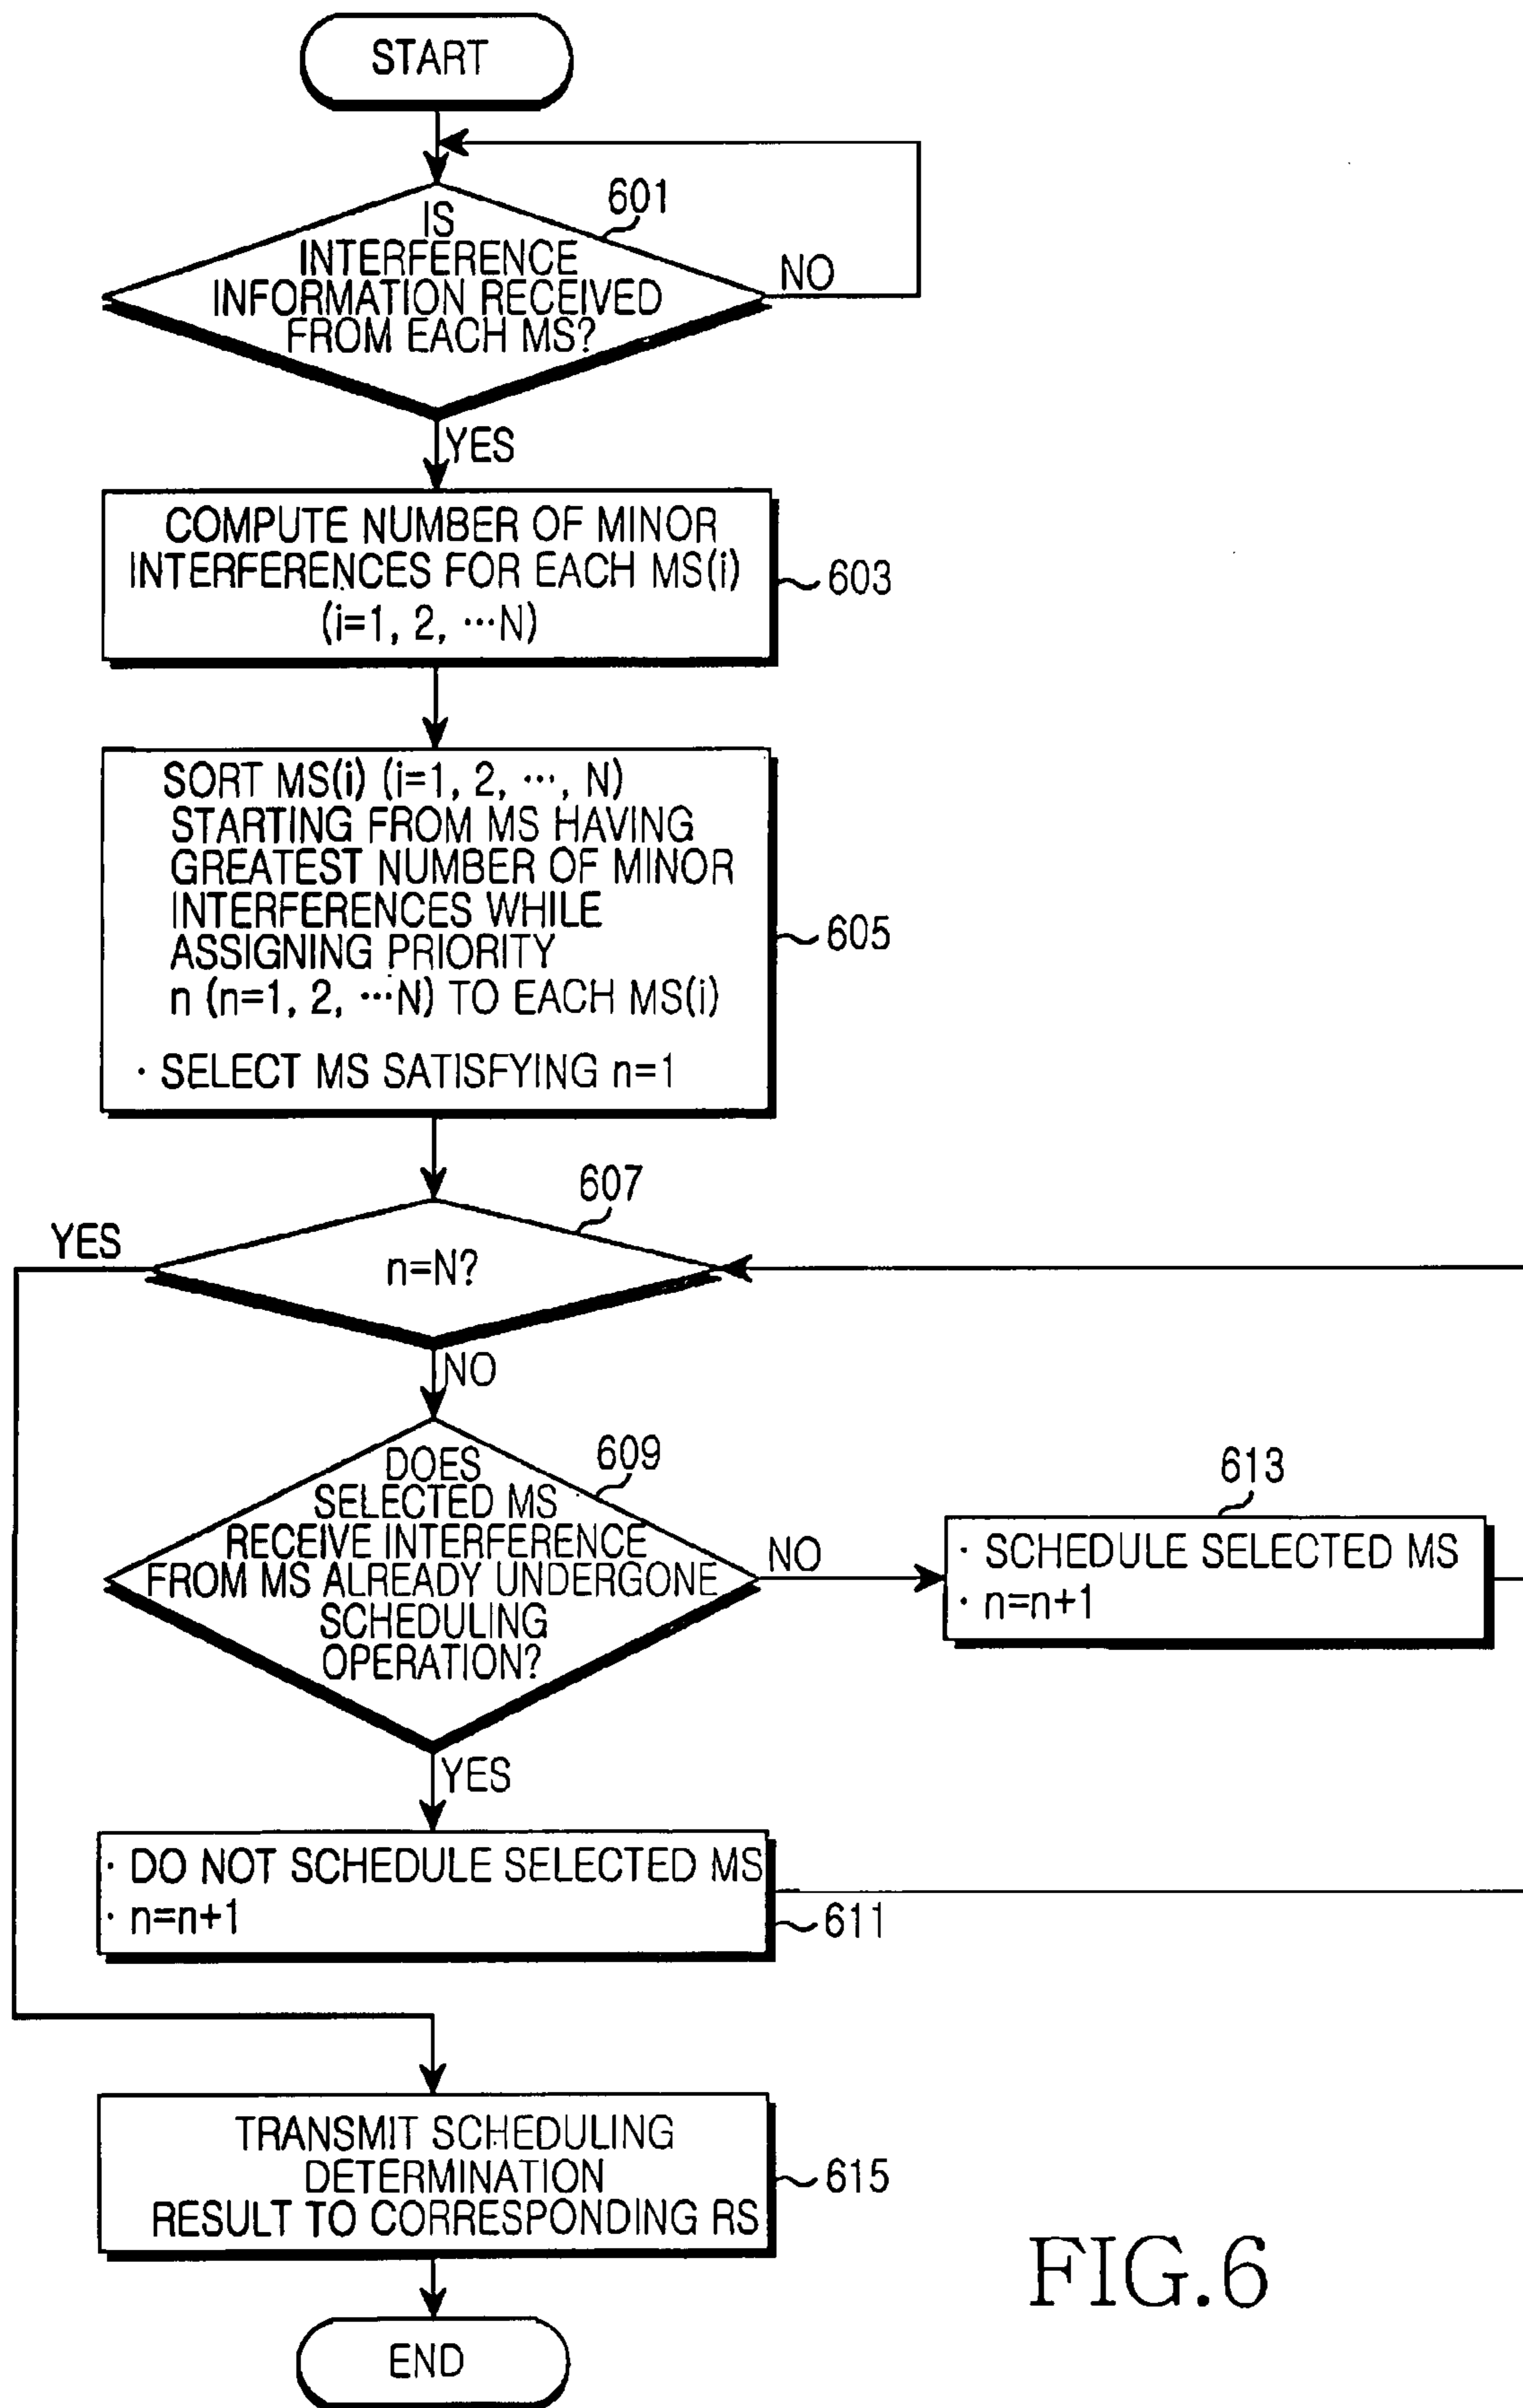 START
601
IS
INTERFERENCE
INFORMATION RECEIVED
FROM EACH MS?
NO
YES
COMPUTE NUMBER OF MINOR
INTERFERENCES FOR EACH MS(i)
(i=1, 2, ···N)
603
SORT MS(i) (i=1, 2, ···, N)
STARTING FROM MS HAVING
GREATEST NUMBER OF MINOR
INTERFERENCES WHILE
ASSIGNING PRIORITY
n (n=1, 2, ···N) TO EACH MS(i)
· SELECT MS SATISFYING n=1
605
607
YES
n=N?
NO
609
DOES
SELECTED MS
RECEIVE INTERFERENCE
FROM MS ALREADY UNDERGONE
SCHEDULING
OPERATION?
NO
613
· SCHEDULE SELECTED MS
· n=n+1
YES
· DO NOT SCHEDULE SELECTED MS
· n=n+1
611
TRANSMIT SCHEDULING
DETERMINATION
RESULT TO CORRESPONDING RS
615
END
FIG.6